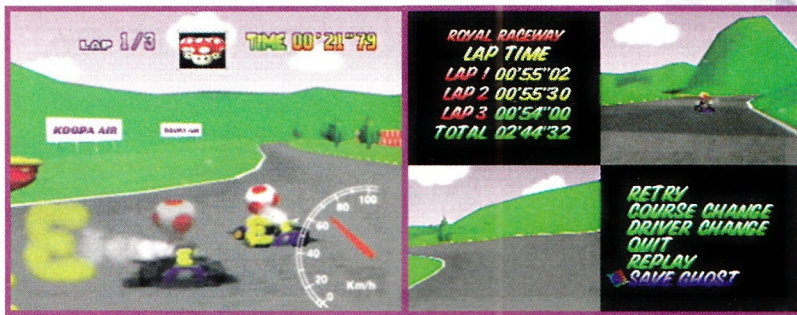 LAP 1/3 TIME 00'21"79
KOOPA AIR KOOPA AIR
E E
100
80
60
40
20
0
Km/h
ROYAL RACEWAY
LAP TIME
LAP 1 00'55"02
LAP 2 00'55"30
LAP 3 00'54"00
TOTAL 02'44"32
RETRY
COURSE CHANGE
DRIVER CHANGE
QUIT
REPLAY
SAVE GHOST